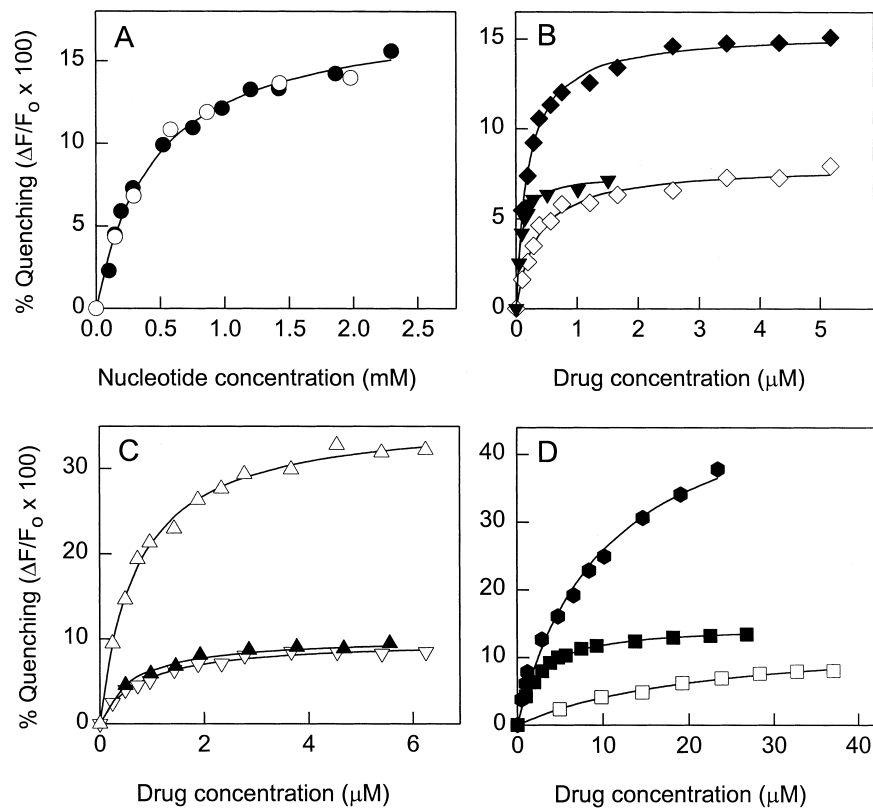 A
B
% Quenching (ΔF/Fo x 100)
15
10
5
0
0.0 0.5 1.0 1.5 2.0 2.5
Nucleotide concentration (mM)
15
10
5
0
0 1 2 3 4 5
Drug concentration (μM)
C
D
% Quenching (ΔF/Fo x 100)
30
20
10
0
0 2 4 6
Drug concentration (μM)
40
30
20
10
0
0 10 20 30 40
Drug concentration (μM)